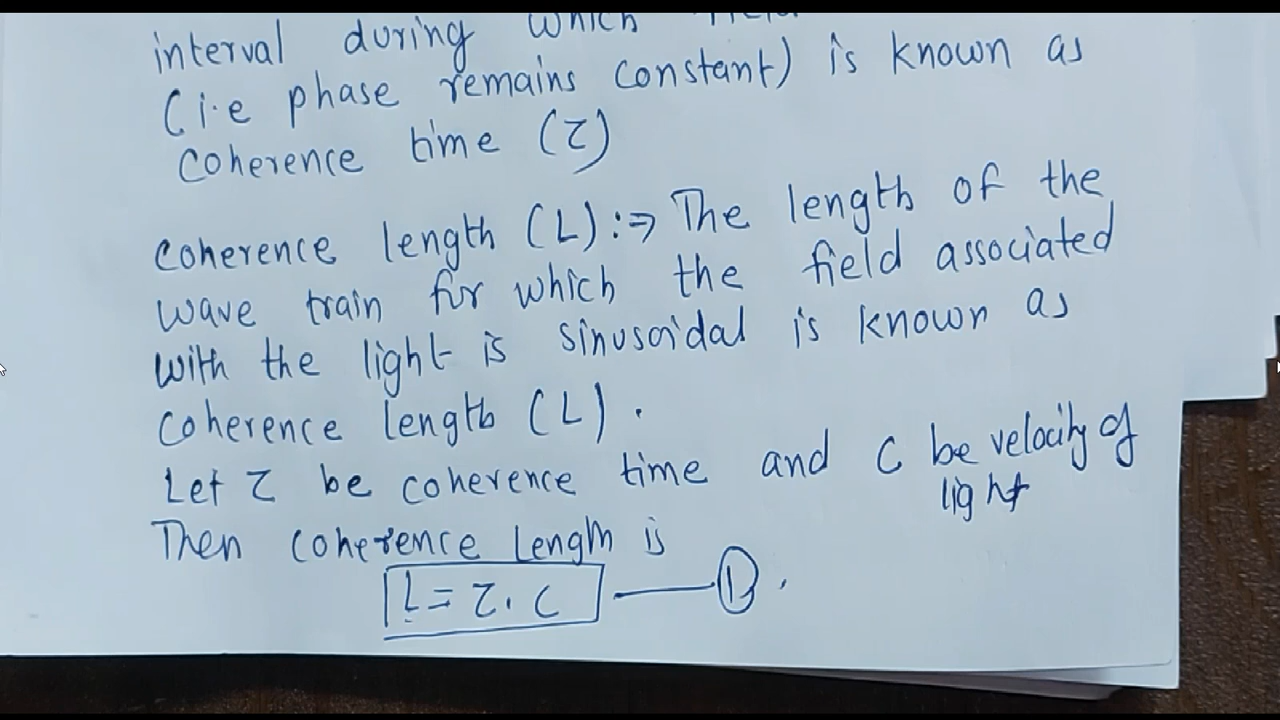 interval during which
(i.e phase remains constant) is known as
coherence time (τ)
coherence length (L) :⇒ The length of the
wave train for which the field associated
with the light is sinusoidal is known as
coherence length (L).
Let τ be coherence time and c be velocity of
light
Then coherence length is
L = τ. c —— ①.